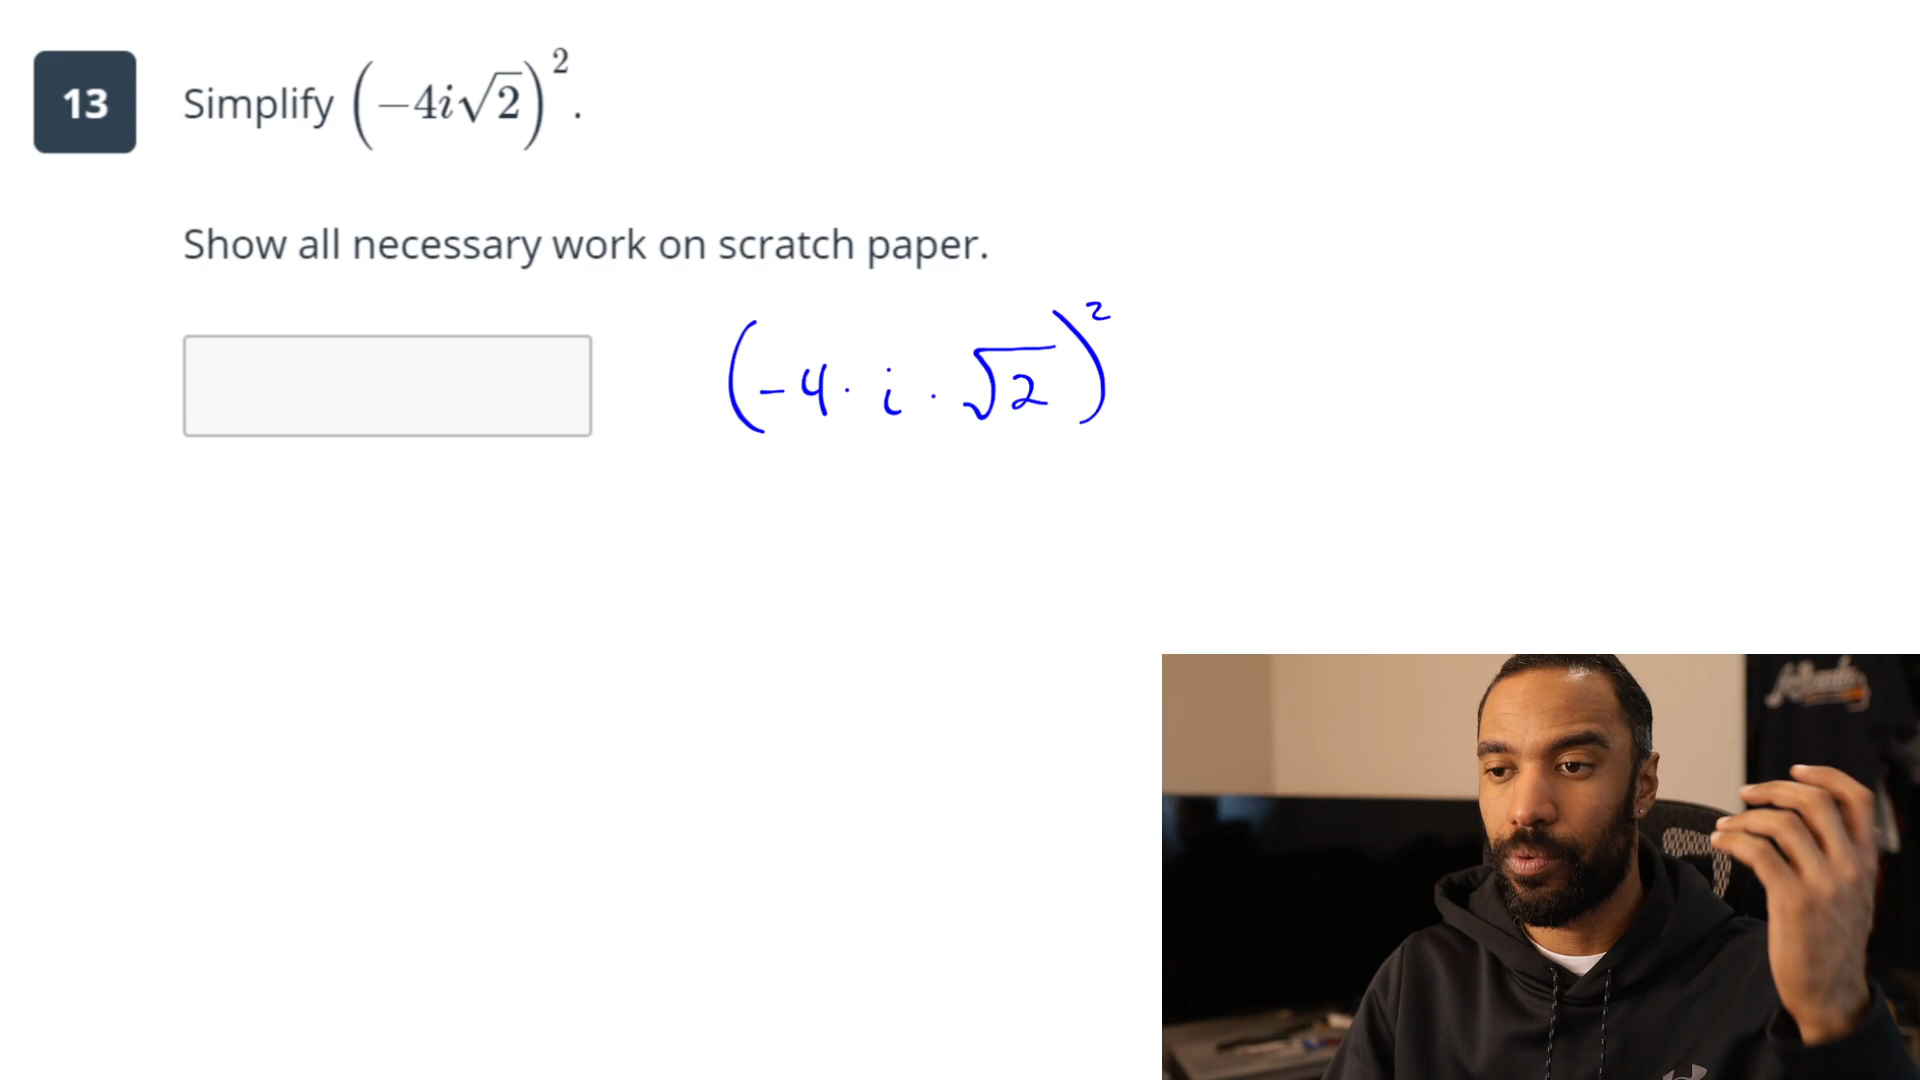 13
Simplify (−4i√2)².
Show all necessary work on scratch paper.
(-4 · i · √2)²